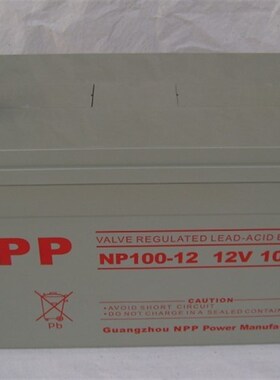 PP
VALVE REGULATED LEAD-ACID
NP100-12 12V 10
CAUTION:
AVOID SHORT CIRCUIT
DO NOT CHARGE IN A SEALED CONTAINER
Pb
Guangzhou NPP Power Manufa